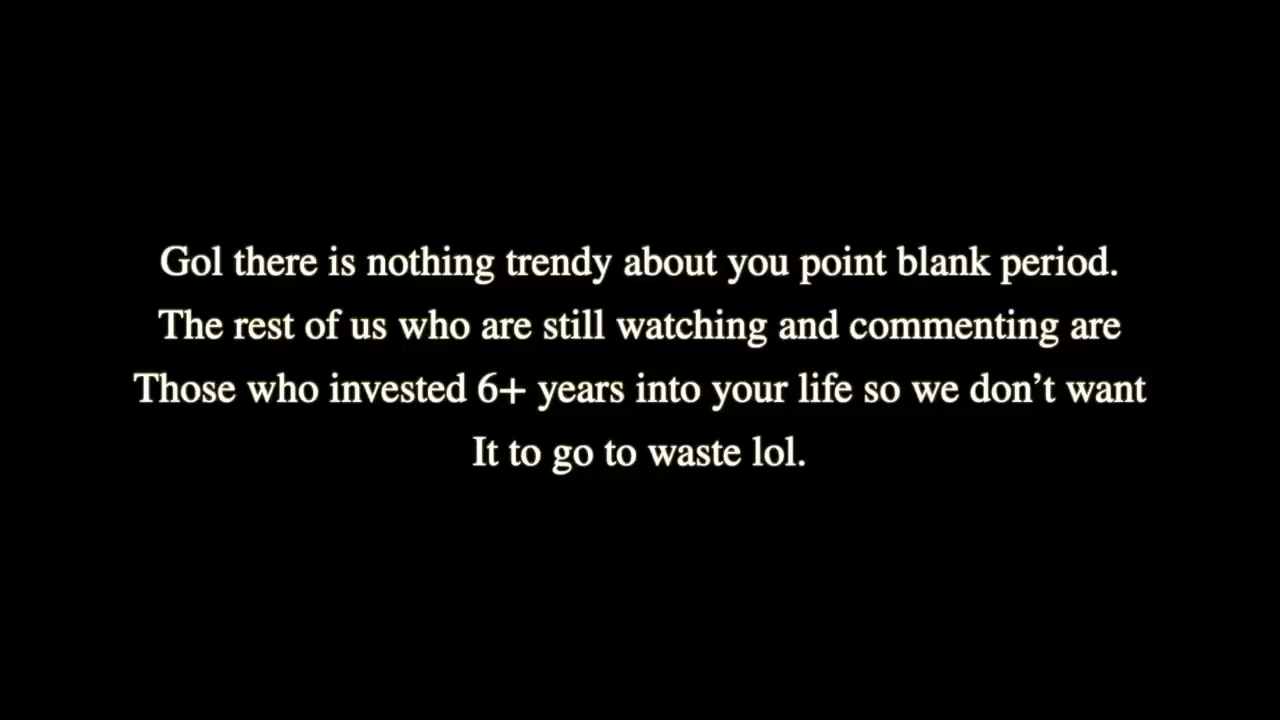 Gol there is nothing trendy about you point blank period.
The rest of us who are still watching and commenting are
Those who invested 6+ years into your life so we don’t want
It to go to waste lol.